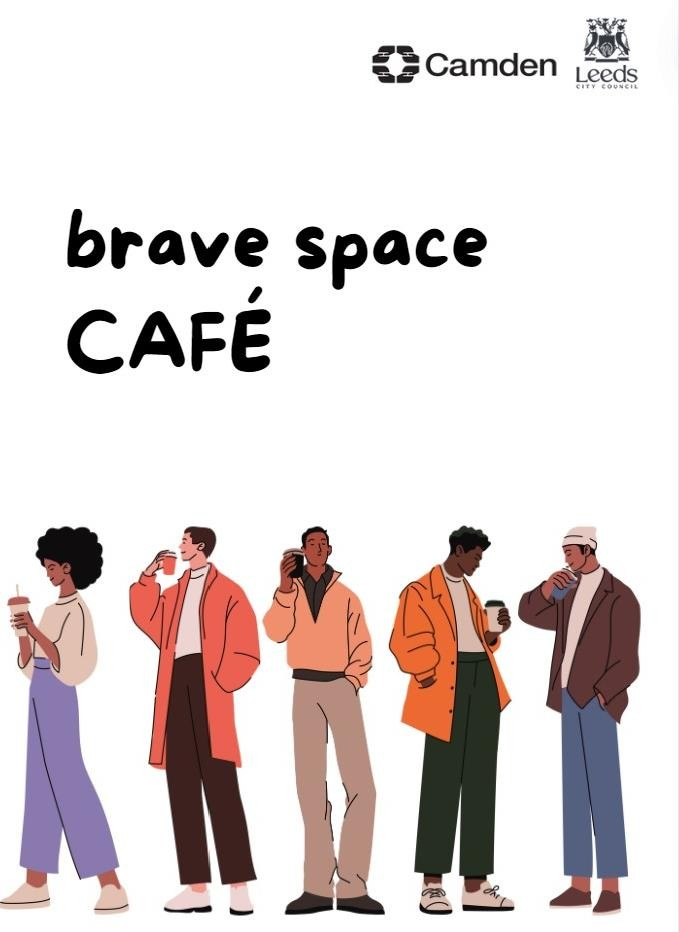 Camden
Leeds
CITY COUNCIL
brave space
CAFÉ